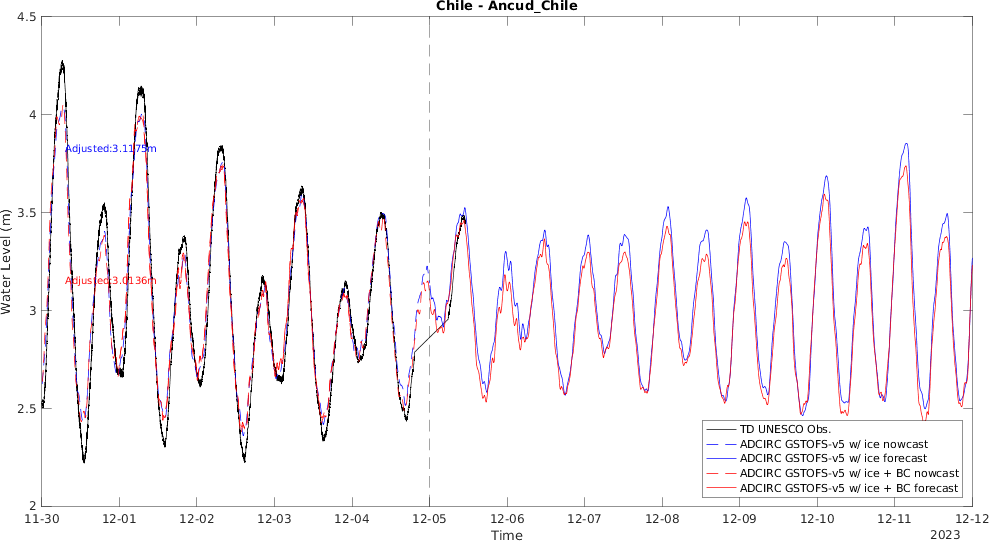 Chile - Ancud_Chile
4.5
4
3.5
3
2.5
2
Water Level (m)
Adjusted:3.1175m
Adjusted:3.0136m
TD UNESCO Obs.
ADCIRC GSTOFS-v5 w/ ice nowcast
ADCIRC GSTOFS-v5 w/ ice forecast
ADCIRC GSTOFS-v5 w/ ice + BC nowcast
ADCIRC GSTOFS-v5 w/ ice + BC forecast
11-30 12-01 12-02 12-03 12-04 12-05 12-06 12-07 12-08 12-09 12-10 12-11 12-12
Time
2023